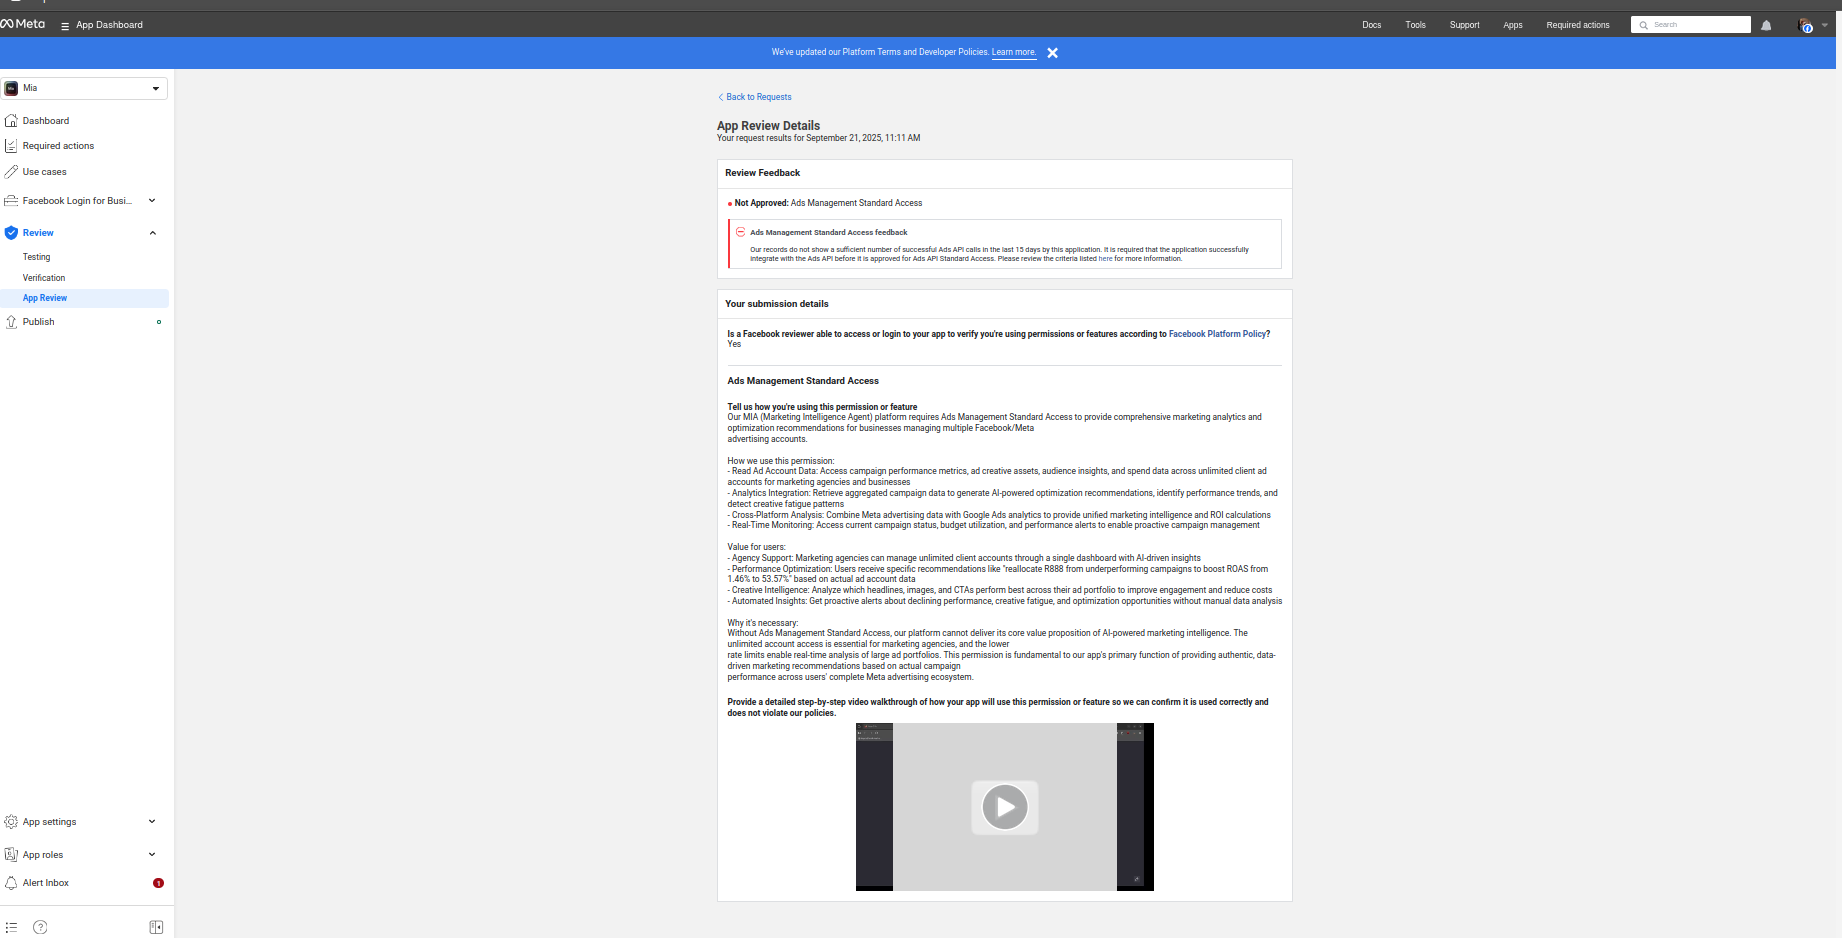 Meta
App Dashboard
Docs
Tools
Support
Apps
Required actions
Search
We've updated our Platform Terms and Developer Policies. Learn more.
Mia
Dashboard
Required actions
Use cases
Facebook Login for Busi...
Review
Testing
Verification
App Review
Publish
App settings
App roles
Alert Inbox
1
Back to Requests
App Review Details
Your request results for September 21, 2025, 11:11 AM
Review Feedback
Not Approved: Ads Management Standard Access
Ads Management Standard Access feedback
Our records do not show a sufficient number of successful Ads API calls in the last 15 days by this application. It is required that the application successfully
integrate with the Ads API before it is approved for Ads API Standard Access. Please review the criteria listed here for more information.
Your submission details
Is a Facebook reviewer able to access or login to your app to verify you're using permissions or features according to Facebook Platform Policy?
Yes
Ads Management Standard Access
Tell us how you're using this permission or feature
Our MIA (Marketing Intelligence Agent) platform requires Ads Management Standard Access to provide comprehensive marketing analytics and
optimization recommendations for businesses managing multiple Facebook/Meta
advertising accounts.
How we use this permission:
- Read Ad Account Data: Access campaign performance metrics, ad creative assets, audience insights, and spend data across unlimited client ad
accounts for marketing agencies and businesses
- Analytics Integration: Retrieve aggregated campaign data to generate AI-powered optimization recommendations, identify performance trends, and
detect creative fatigue patterns
- Cross-Platform Analysis: Combine Meta advertising data with Google Ads analytics to provide unified marketing intelligence and ROI calculations
- Real-Time Monitoring: Access current campaign status, budget utilization, and performance alerts to enable proactive campaign management
Value for users:
- Agency Support: Marketing agencies can manage unlimited client accounts through a single dashboard with AI-driven insights
- Performance Optimization: Users receive specific recommendations like "reallocate R888 from underperforming campaigns to boost ROAS from
1.46% to 53.57%" based on actual ad account data
- Creative Intelligence: Analyze which headlines, images, and CTAs perform best across their ad portfolio to improve engagement and reduce costs
- Automated Insights: Get proactive alerts about declining performance, creative fatigue, and optimization opportunities without manual data analysis
Why it's necessary:
Without Ads Management Standard Access, our platform cannot deliver its core value proposition of AI-powered marketing intelligence. The
unlimited account access is essential for marketing agencies, and the lower
rate limits enable real-time analysis of large ad portfolios. This permission is fundamental to our app's primary function of providing authentic, data-
driven marketing recommendations based on actual campaign
performance across users' complete Meta advertising ecosystem.
Provide a detailed step-by-step video walkthrough of how your app will use this permission or feature so we can confirm it is used correctly and
does not violate our policies.